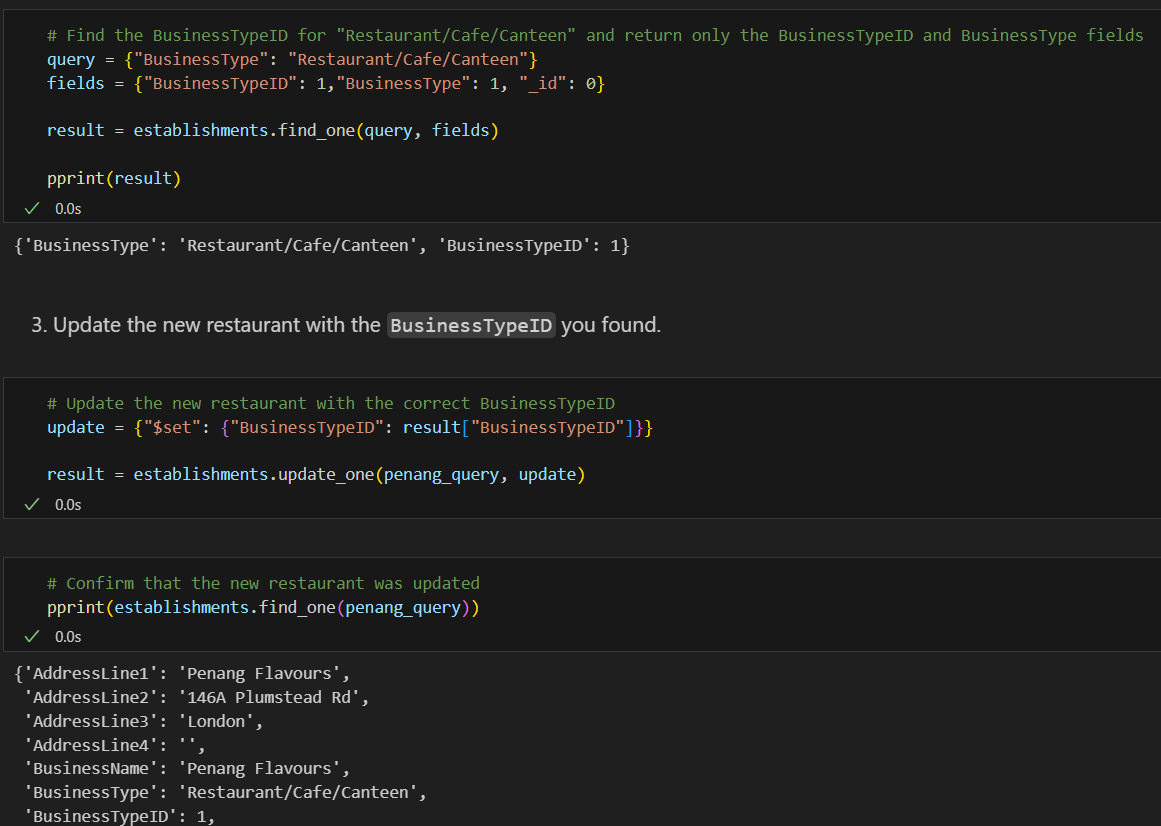 # Find the BusinessTypeID for "Restaurant/Cafe/Canteen" and return only the BusinessTypeID and BusinessType fields
query = {"BusinessType": "Restaurant/Cafe/Canteen"}
fields = {"BusinessTypeID": 1,"BusinessType": 1, "_id": 0}
result = establishments.find_one(query, fields)
pprint(result)
✓ 0.0s
{'BusinessType': 'Restaurant/Cafe/Canteen', 'BusinessTypeID': 1}
3. Update the new restaurant with the BusinessTypeID you found.
# Update the new restaurant with the correct BusinessTypeID
update = {"$set": {"BusinessTypeID": result["BusinessTypeID"]}}
result = establishments.update_one(penang_query, update)
✓ 0.0s
# Confirm that the new restaurant was updated
pprint(establishments.find_one(penang_query))
✓ 0.0s
{'AddressLine1': 'Penang Flavours',
'AddressLine2': '146A Plumstead Rd',
'AddressLine3': 'London',
'AddressLine4': '',
'BusinessName': 'Penang Flavours',
'BusinessType': 'Restaurant/Cafe/Canteen',
'BusinessTypeID': 1,